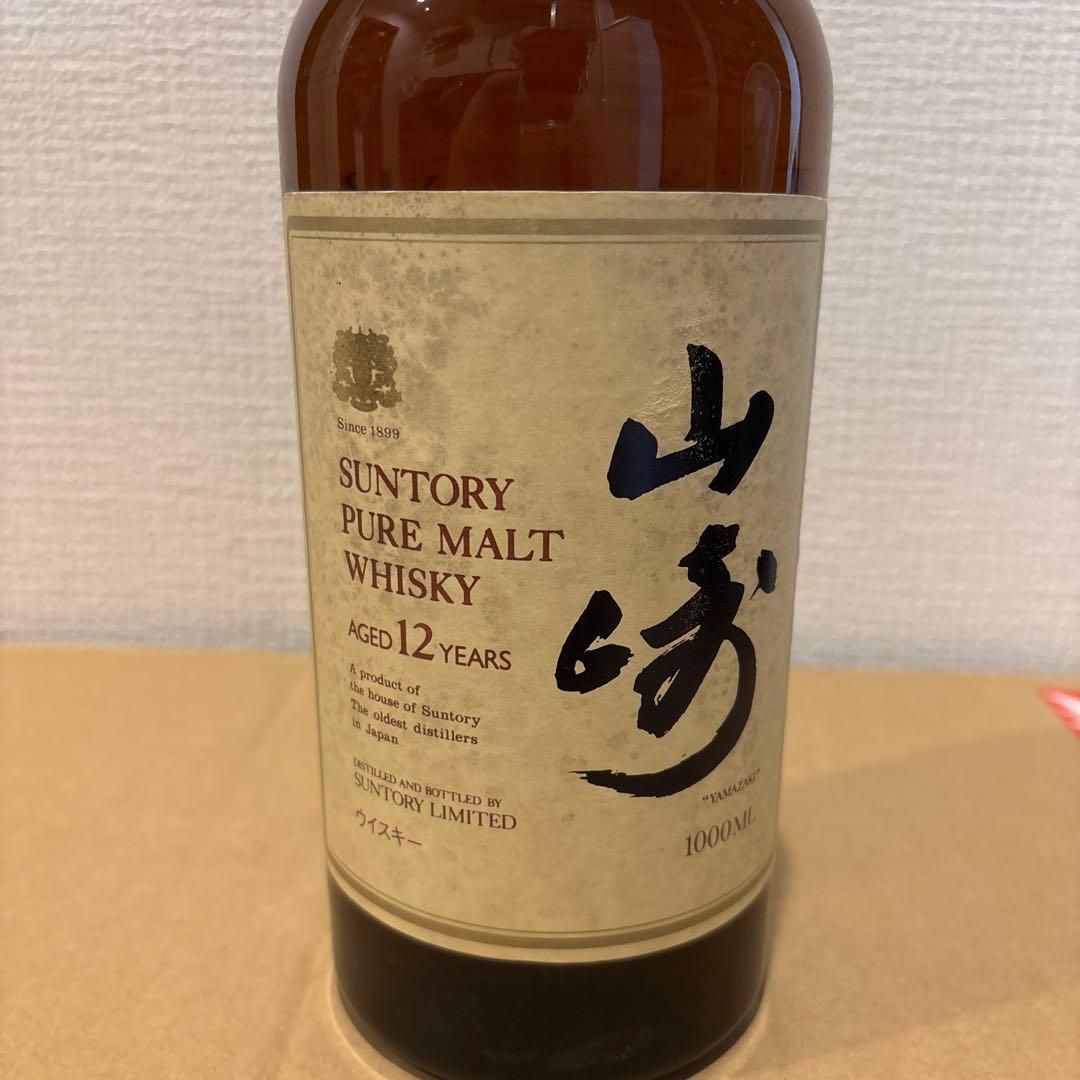 Since 1899
SUNTORY
PURE MALT
WHISKY
AGED 12 YEARS
A product of
the house of Suntory
The oldest distillers
in Japan
DISTILLED AND BOTTLED BY
SUNTORY LIMITED
ウイスキー
山崎
"YAMAZAKI"
1000ML